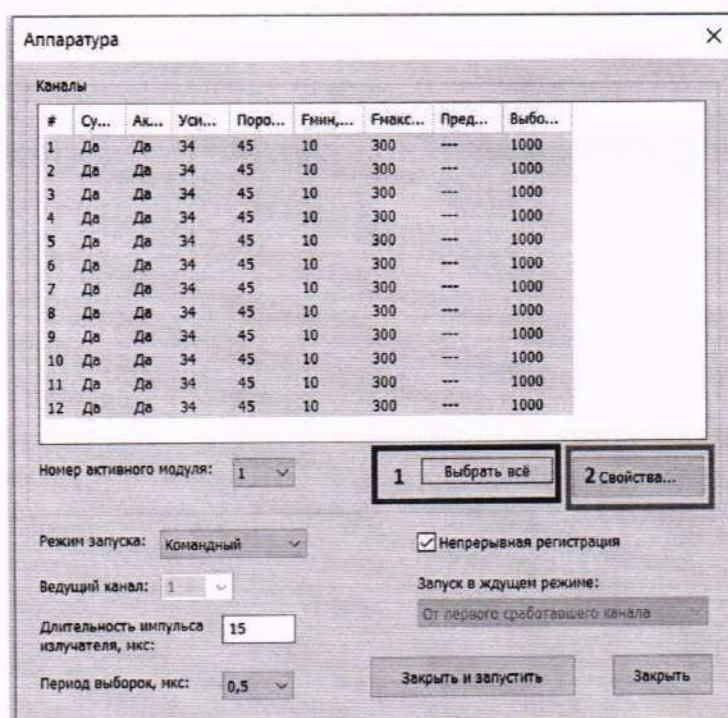 Аппаратура
Каналы
# Су... Ак... Уси... Поро... Fмин,... Fмакс... Пред... Выбо...
1 Да Да 34 45 10 300 --- 1000
2 Да Да 34 45 10 300 --- 1000
3 Да Да 34 45 10 300 --- 1000
4 Да Да 34 45 10 300 --- 1000
5 Да Да 34 45 10 300 --- 1000
6 Да Да 34 45 10 300 --- 1000
7 Да Да 34 45 10 300 --- 1000
8 Да Да 34 45 10 300 --- 1000
9 Да Да 34 45 10 300 --- 1000
10 Да Да 34 45 10 300 --- 1000
11 Да Да 34 45 10 300 --- 1000
12 Да Да 34 45 10 300 --- 1000
Номер активного модуля: 1 1 Выбрать всё 2 Свойства...
Режим запуска: Командный Непрерывная регистрация
Ведущий канал: 1 Запуск в ждущем режиме:
От первого сработавшего канала
Длительность импульса 15
излучателя, мкс:
Период выборок, мкс: 0,5 Закрыть и запустить Закрыть